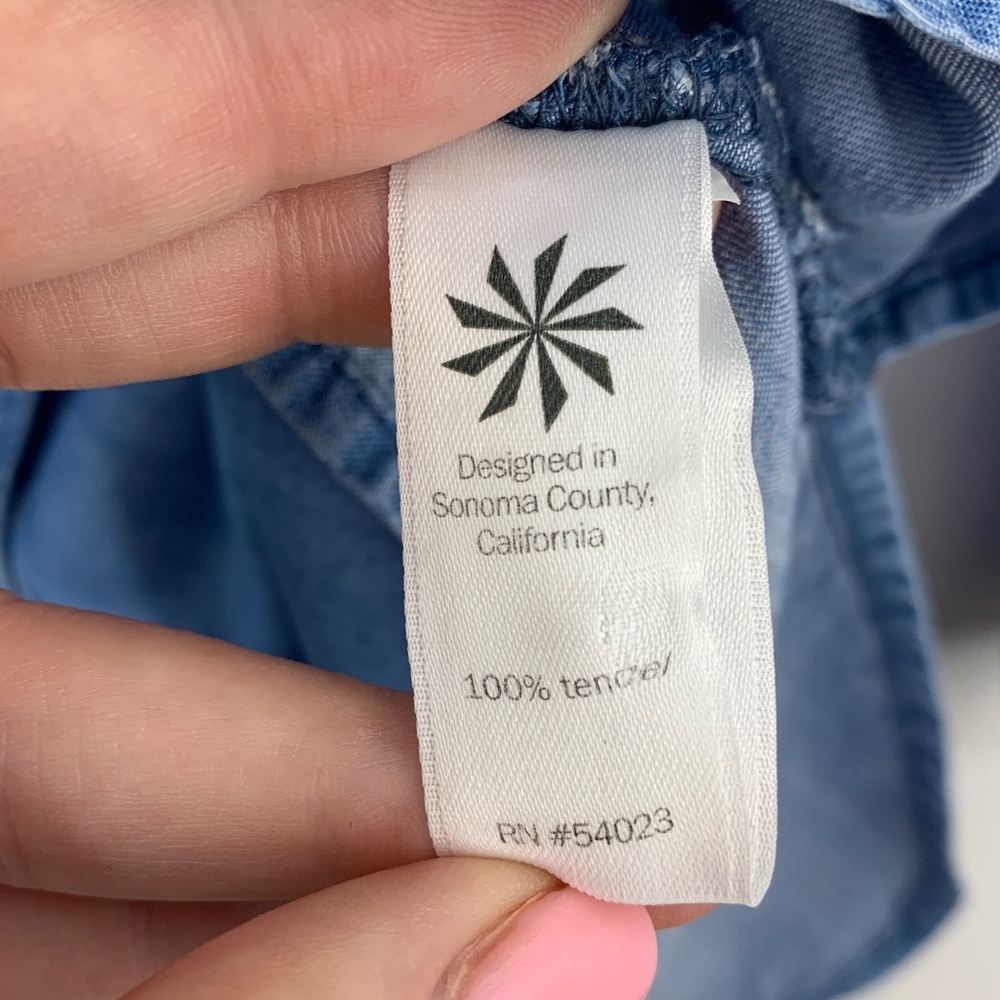 Designed in
Sonoma County,
California
100% tencel
RN #54023